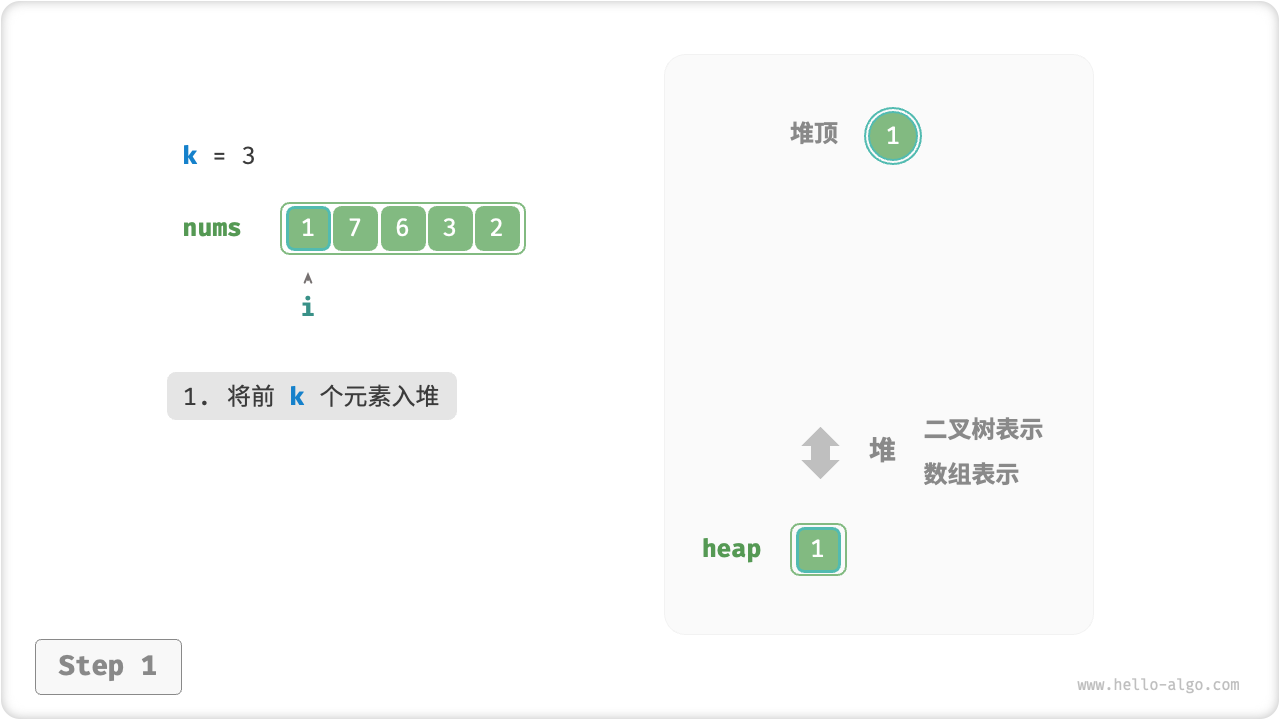 k = 3
nums 1 7 6 3 2
i
1. 将前 k 个元素入堆
堆顶 1
堆 二叉树表示
数组表示
heap 1
Step 1
www.hello-algo.com